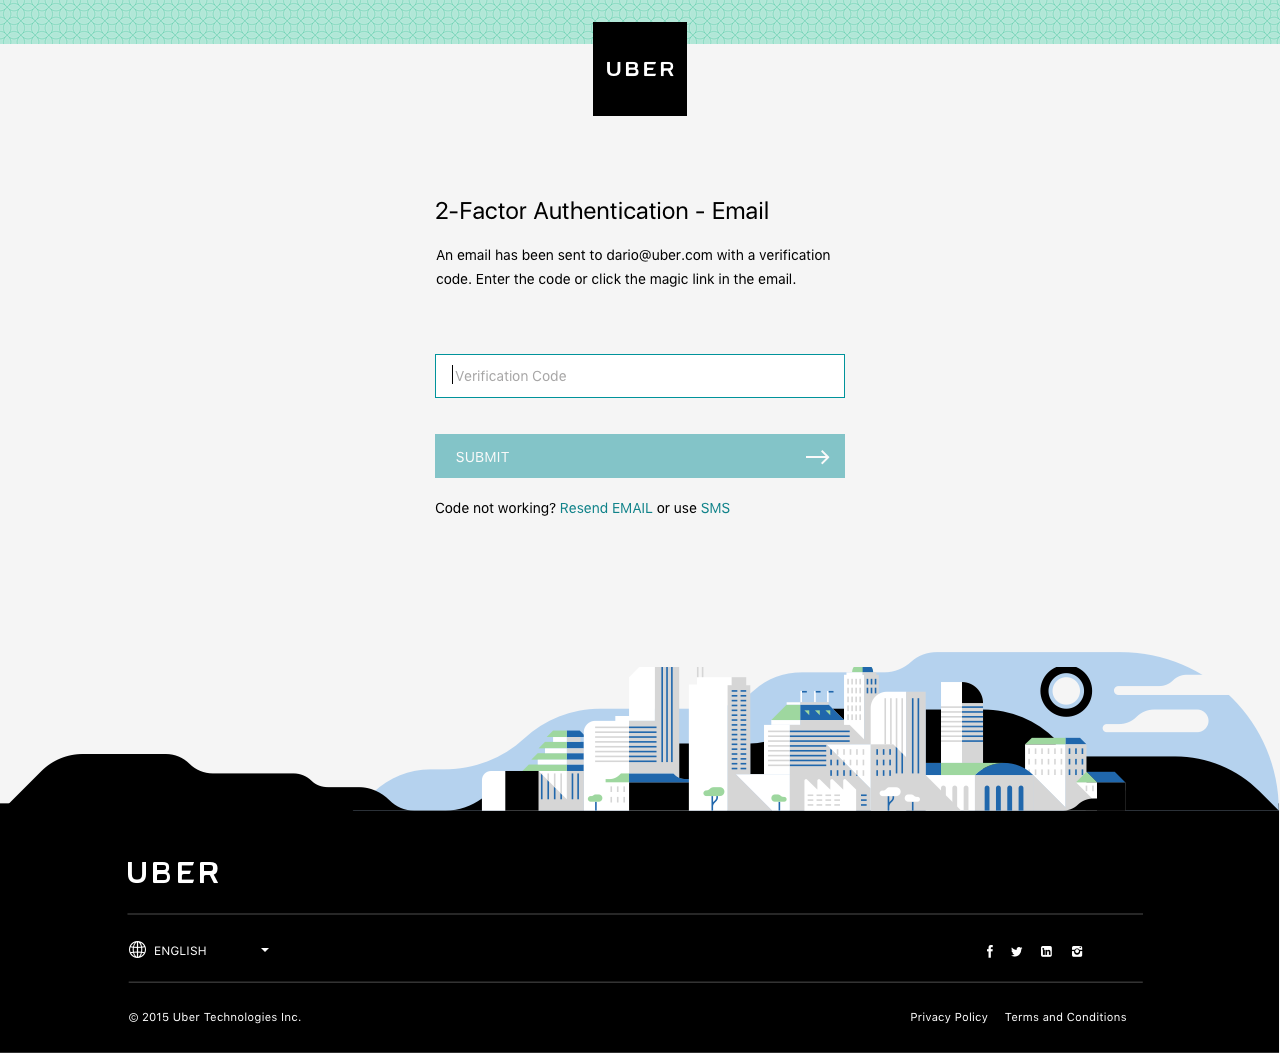 UBER
2-Factor Authentication - Email
An email has been sent to dario@uber.com with a verification
code. Enter the code or click the magic link in the email.
Verification Code
SUBMIT
Code not working? Resend EMAIL or use SMS
UBER
ENGLISH
© 2015 Uber Technologies Inc.
Privacy Policy Terms and Conditions